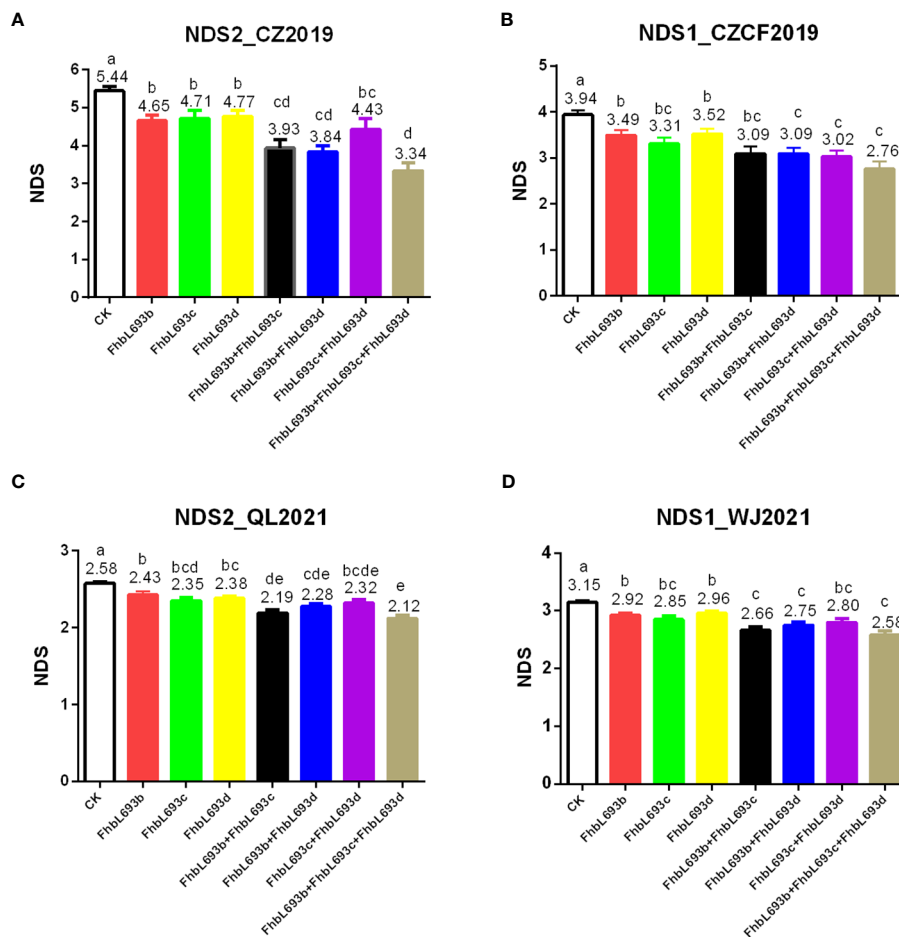 A
NDS2_CZ2019
NDS
6
5
4
3
2
1
0
a
5.44
b
4.65
b
4.71
b
4.77
cd
3.93
cd
3.84
bc
4.43
d
3.34
CK
FhbL693b
FhbL693c
FhbL693d
FhbL693b+FhbL693c
FhbL693b+FhbL693d
FhbL693c+FhbL693d
FhbL693b+FhbL693c+FhbL693d
B
NDS1_CZCF2019
NDS
5
4
3
2
1
0
a
3.94
b
3.49
bc
3.31
b
3.52
bc
3.09
c
3.09
c
3.02
c
2.76
CK
FhbL693b
FhbL693c
FhbL693d
FhbL693b+FhbL693c
FhbL693b+FhbL693d
FhbL693c+FhbL693d
FhbL693b+FhbL693c+FhbL693d
C
NDS2_QL2021
NDS
3
2
1
0
a
2.58
b
2.43
bcd
2.35
bc
2.38
de
2.19
cde
2.28
bcde
2.32
e
2.12
CK
FhbL693b
FhbL693c
FhbL693d
FhbL693b+FhbL693c
FhbL693b+FhbL693d
FhbL693c+FhbL693d
FhbL693b+FhbL693c+FhbL693d
D
NDS1_WJ2021
NDS
4
3
2
1
0
a
3.15
b
2.92
bc
2.85
b
2.96
c
2.66
c
2.75
bc
2.80
c
2.58
CK
FhbL693b
FhbL693c
FhbL693d
FhbL693b+FhbL693c
FhbL693b+FhbL693d
FhbL693c+FhbL693d
FhbL693b+FhbL693c+FhbL693d